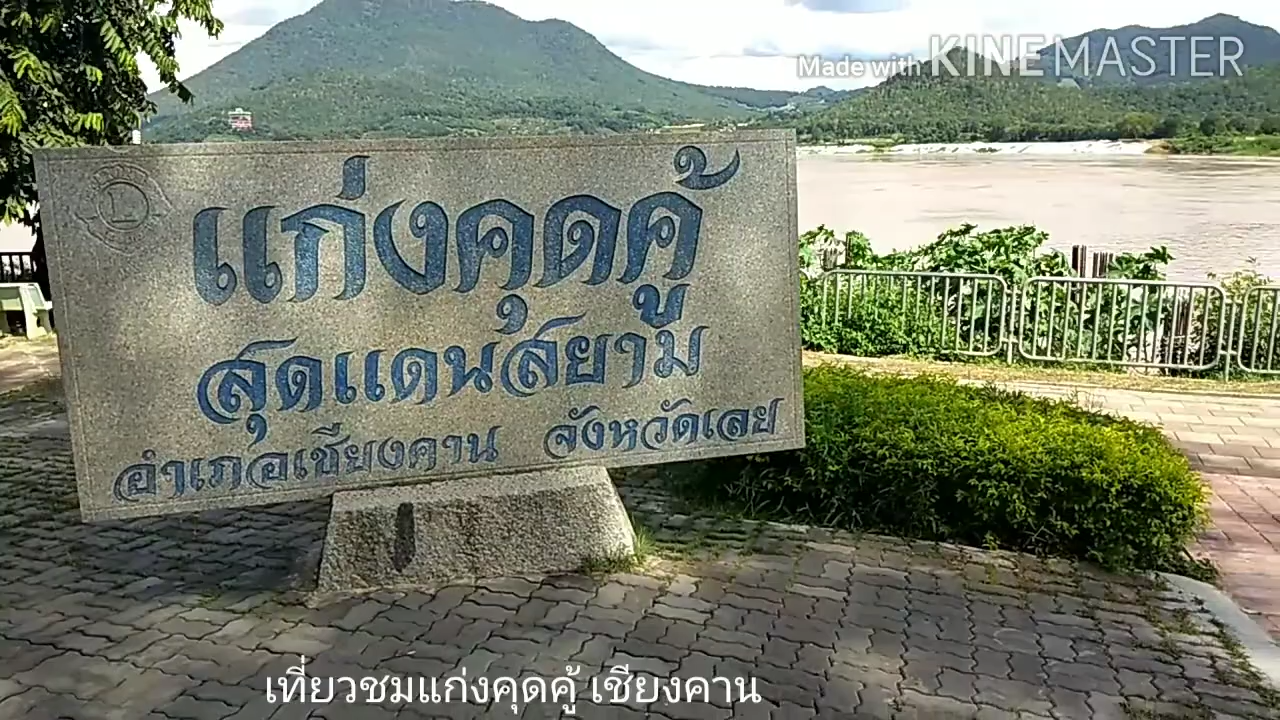 Made with KINEMASTER
แก่งคุดคู้
สุดแดนสยาม
อำเภอเชียงคาน จังหวัดเลย
เที่ยวชมแก่งคุดคู้ เชียงคาน